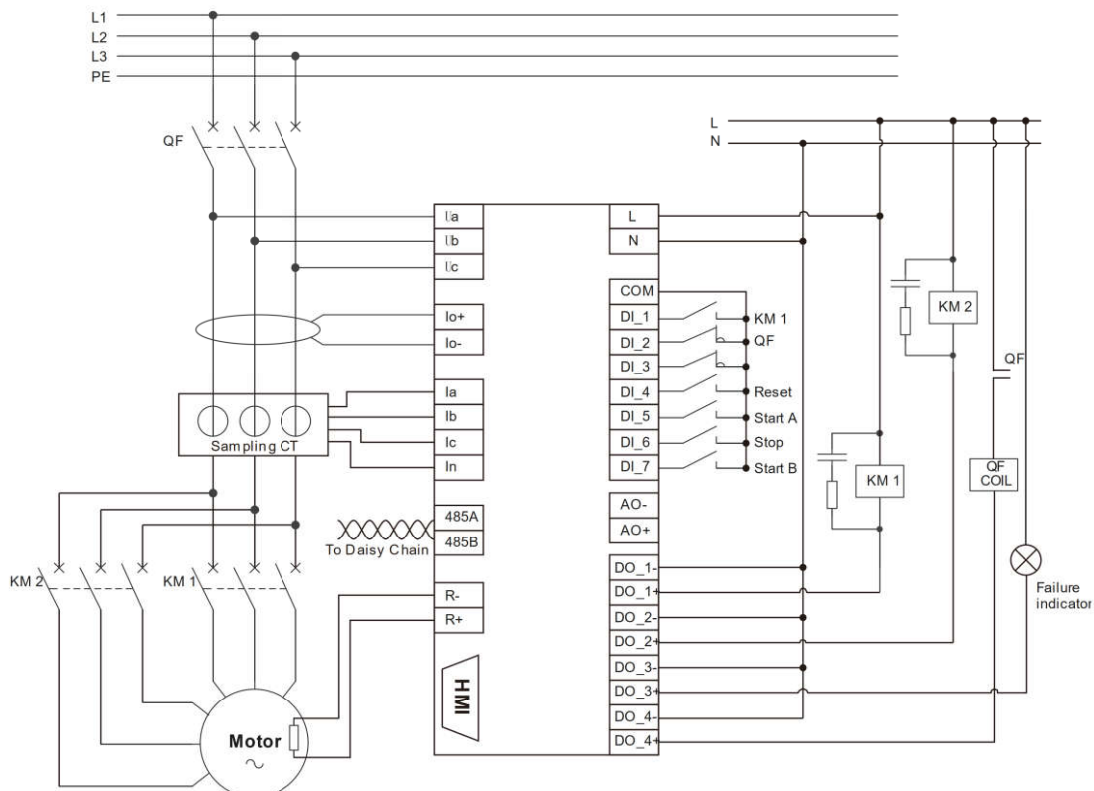 L1
L2
L3
PE
QF
L
N
Ua
Ub
Uc
Io+
Io-
Ia
Ib
Ic
In
Sampling CT
485A
485B
To Daisy Chain
R-
R+
HMI
KM 2
KM 1
Motor
L
N
COM
DI_1
DI_2
DI_3
DI_4
DI_5
DI_6
DI_7
KM 1
QF
Reset
Start A
Stop
Start B
AO-
AO+
DO_1-
DO_1+
DO_2-
DO_2+
DO_3-
DO_3+
DO_4-
DO_4+
KM 2
KM 1
QF
QF
COIL
Failure
indicator